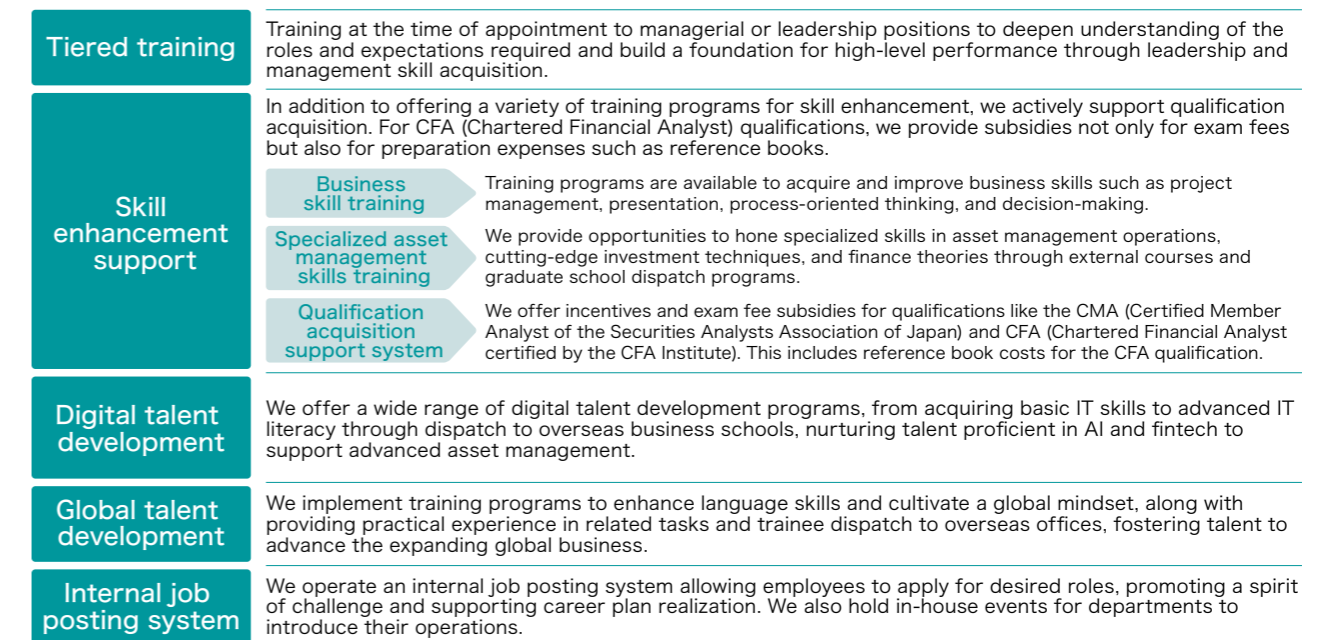 Tiered training
Training at the time of appointment to managerial or leadership positions to deepen understanding of the
roles and expectations required and build a foundation for high-level performance through leadership and
management skill acquisition.
Skill
enhancement
support
In addition to offering a variety of training programs for skill enhancement, we actively support qualification
acquisition. For CFA (Chartered Financial Analyst) qualifications, we provide subsidies not only for exam fees
but also for preparation expenses such as reference books.
Business
skill training
Training programs are available to acquire and improve business skills such as project
management, presentation, process-oriented thinking, and decision-making.
Specialized asset
management
skills training
We provide opportunities to hone specialized skills in asset management operations,
cutting-edge investment techniques, and finance theories through external courses and
graduate school dispatch programs.
Qualification
acquisition
support system
We offer incentives and exam fee subsidies for qualifications like the CMA (Certified Member
Analyst of the Securities Analysts Association of Japan) and CFA (Chartered Financial Analyst
certified by the CFA Institute). This includes reference book costs for the CFA qualification.
Digital talent
development
We offer a wide range of digital talent development programs, from acquiring basic IT skills to advanced IT
literacy through dispatch to overseas business schools, nurturing talent proficient in AI and fintech to
support advanced asset management.
Global talent
development
We implement training programs to enhance language skills and cultivate a global mindset, along with
providing practical experience in related tasks and trainee dispatch to overseas offices, fostering talent to
advance the expanding global business.
Internal job
posting system
We operate an internal job posting system allowing employees to apply for desired roles, promoting a spirit
of challenge and supporting career plan realization. We also hold in-house events for departments to
introduce their operations.